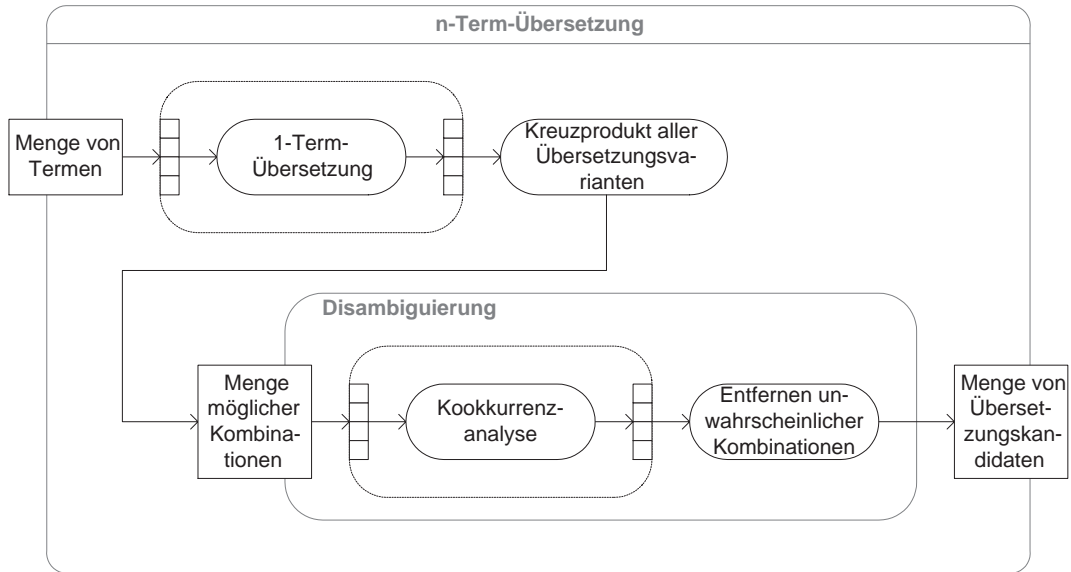 n-Term-Übersetzung
Menge von
Termen
1-Term-
Übersetzung
Kreuzprodukt aller
Übersetzungsva-
rianten
Disambiguierung
Menge
möglicher
Kombina-
tionen
Kookkurrenz-
analyse
Entfernen un-
wahrscheinlicher
Kombinationen
Menge von
Überset-
zungskan-
didaten